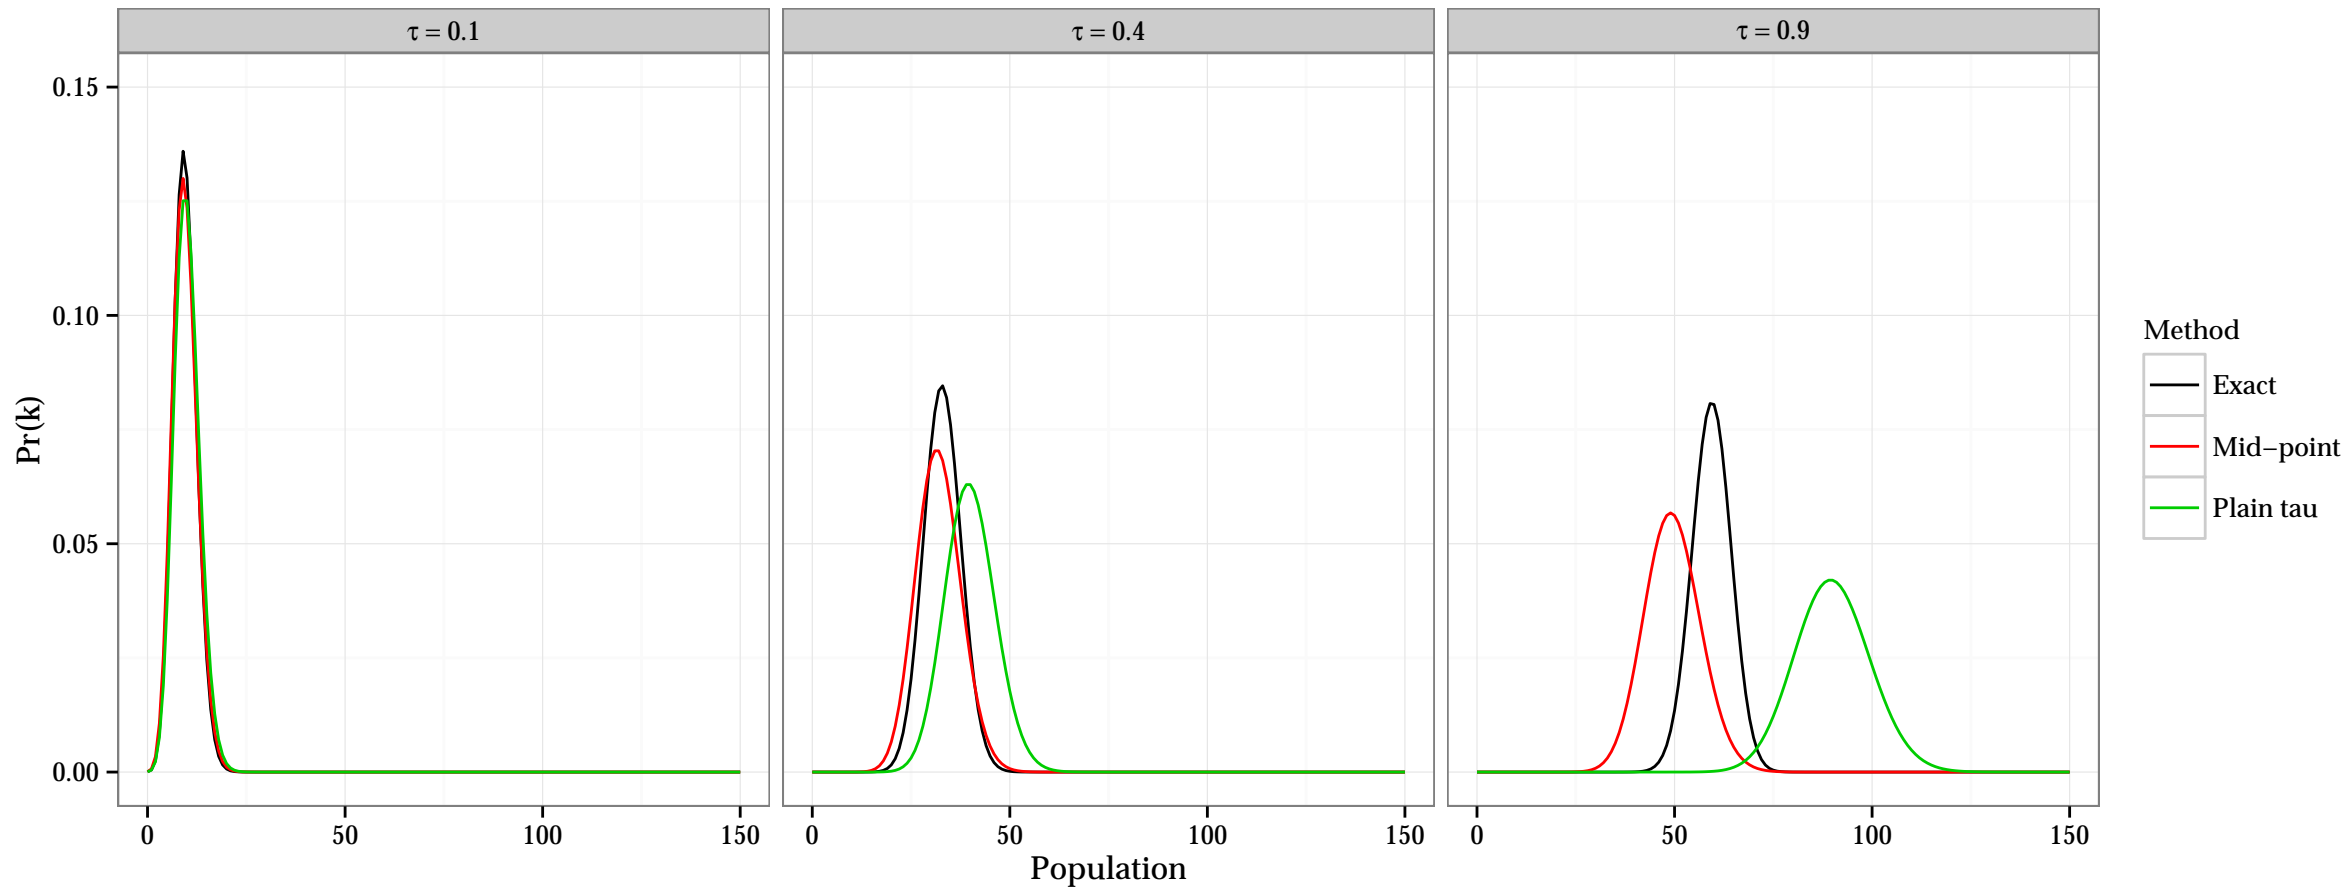 τ = 0.1
τ = 0.4
τ = 0.9
0.15
0.10
0.05
0.00
Pr(k)
0 50 100 150
0 50 100 150
0 50 100 150
Population
Method
Exact
Mid−point
Plain tau